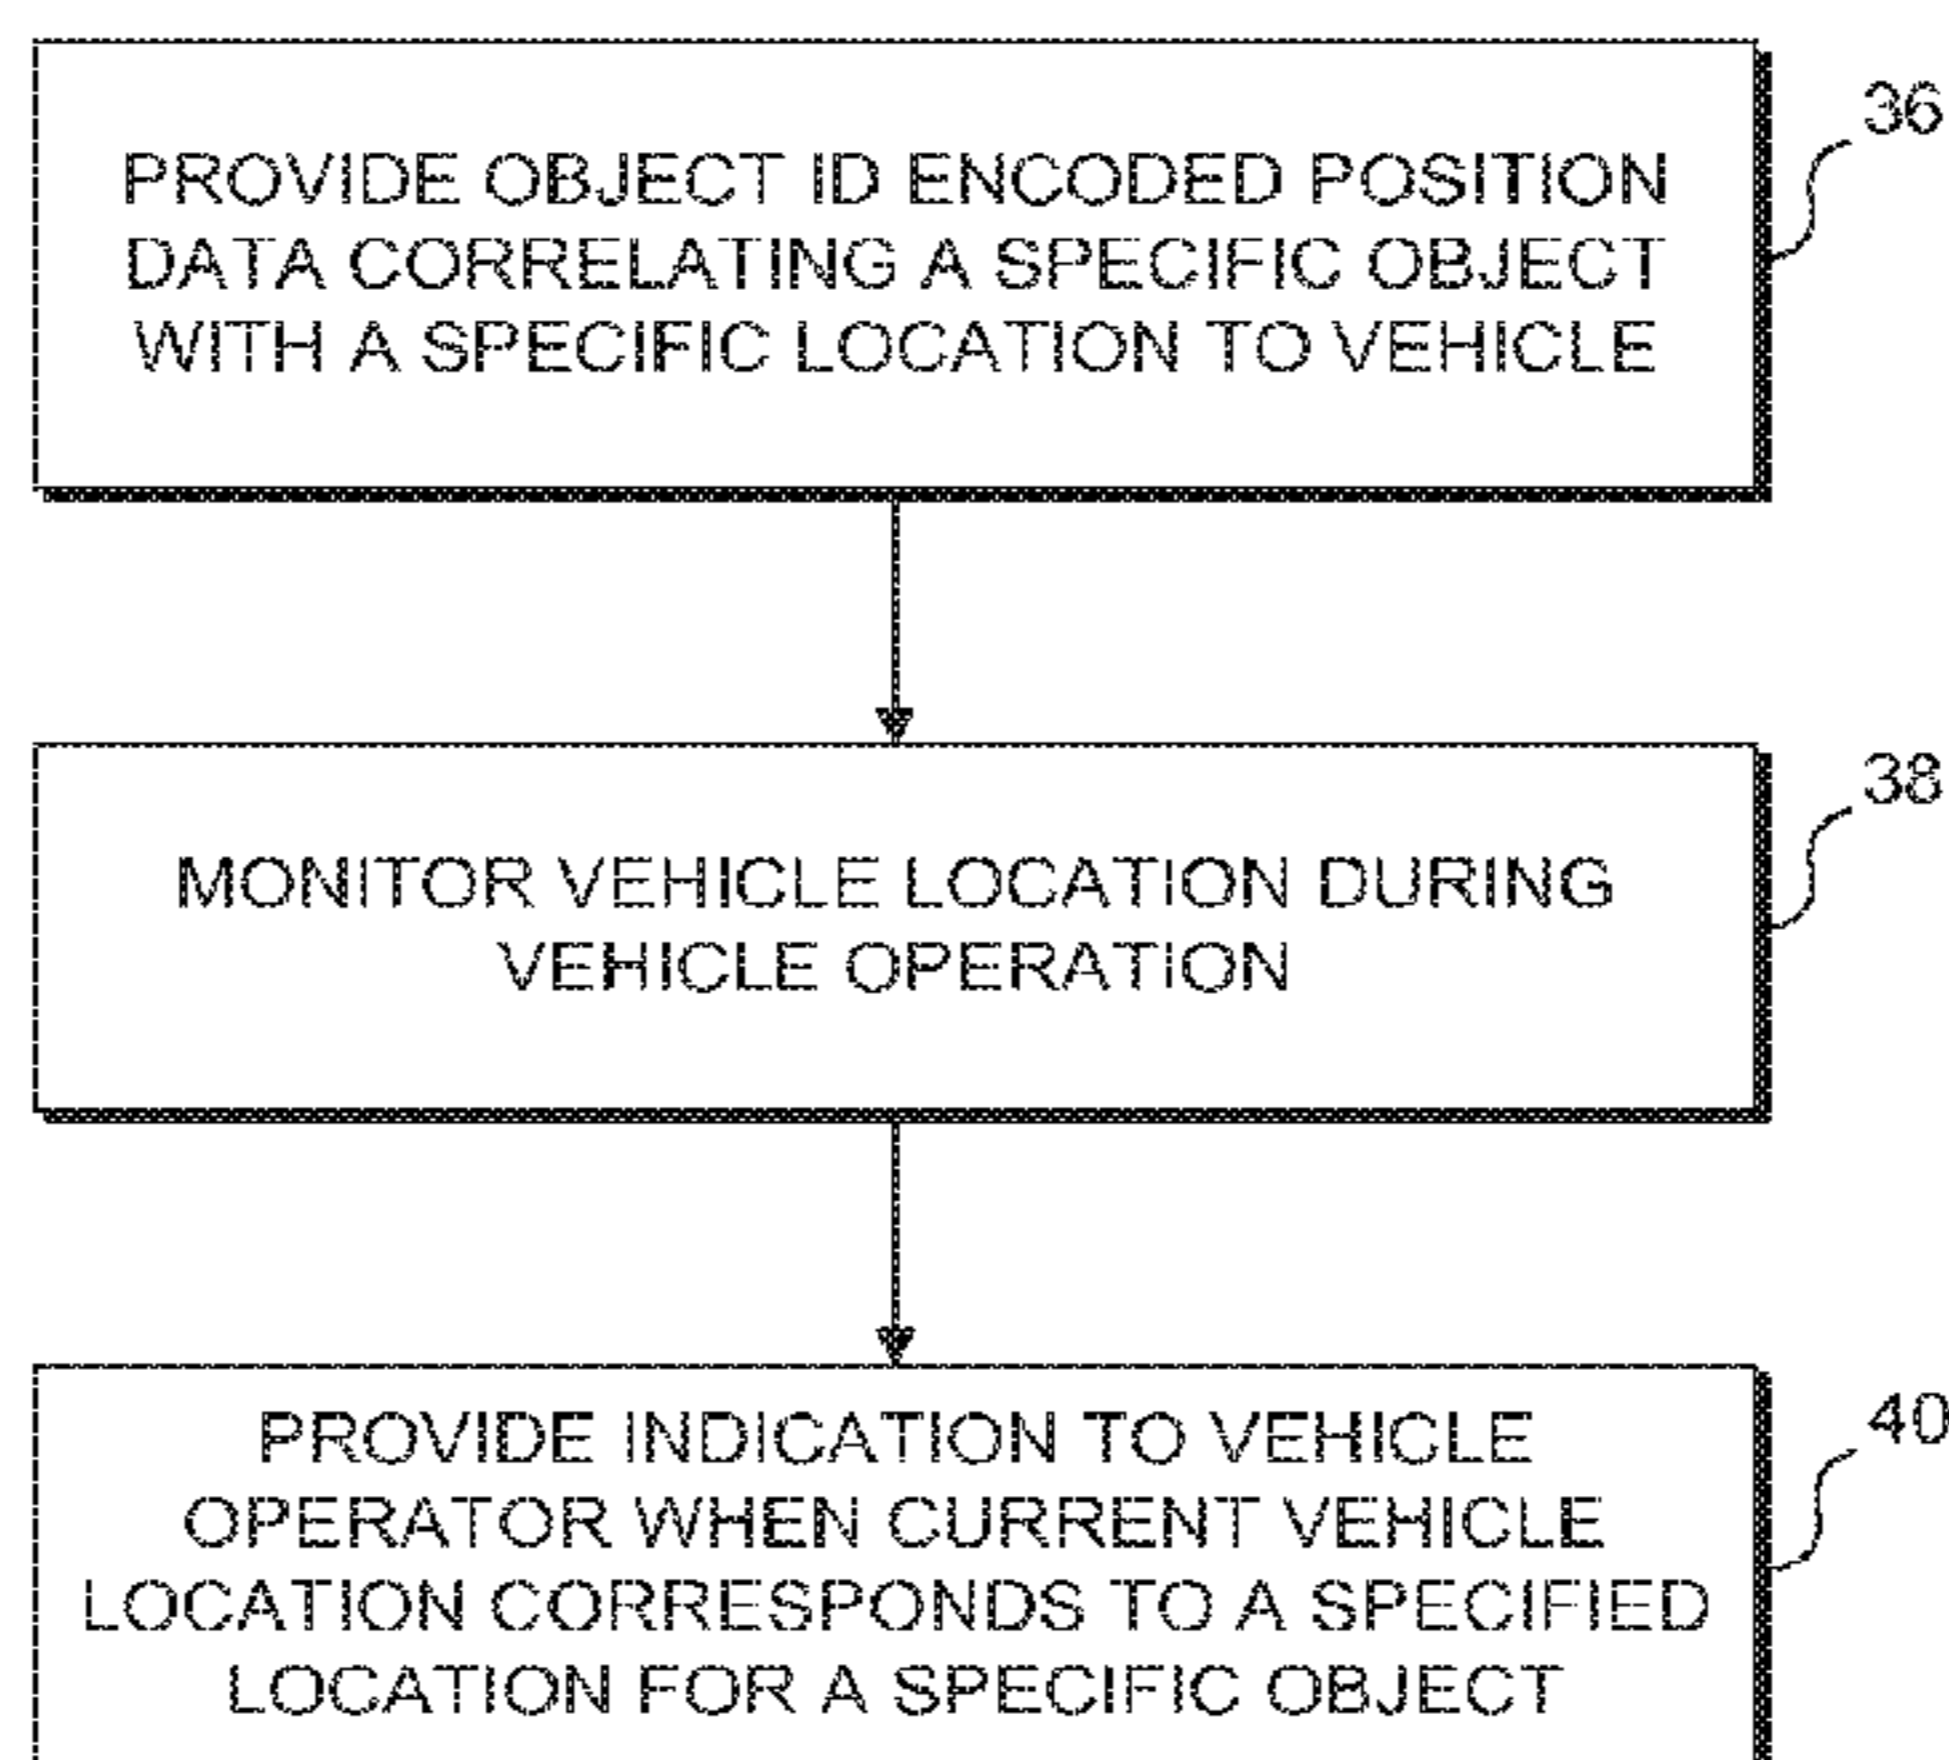 PROVIDE OBJECT ID ENCODED POSITION
DATA CORRELATING A SPECIFIC OBJECT
WITH A SPECIFIC LOCATION TO VEHICLE
36
MONITOR VEHICLE LOCATION DURING
VEHICLE OPERATION
38
PROVIDE INDICATION TO VEHICLE
OPERATOR WHEN CURRENT VEHICLE
LOCATION CORRESPONDS TO A SPECIFIED
LOCATION FOR A SPECIFIC OBJECT
40